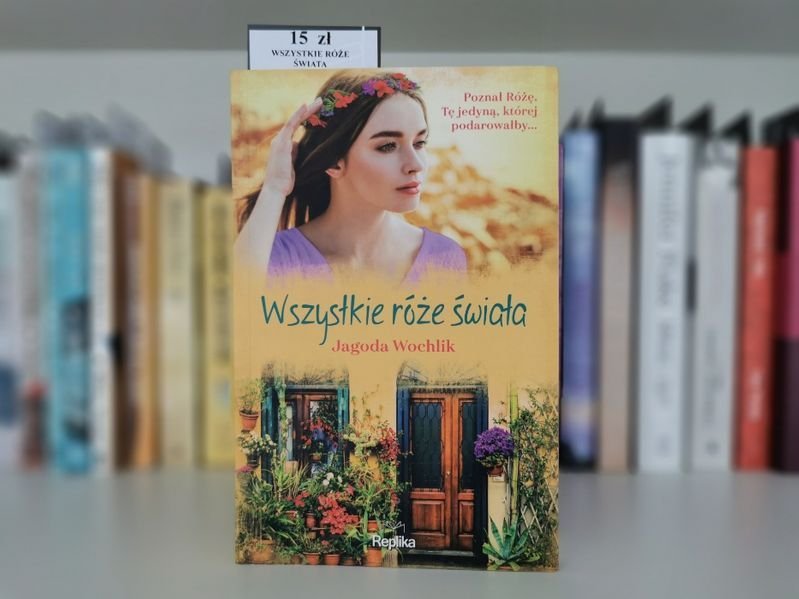 15 zł
WSZYSTKIE RÓŻE
ŚWIATA
Poznał Różę.
Tę jedyną, której
podarowałby...
Wszystkie róże świata
Jagoda Wochlik
Replika